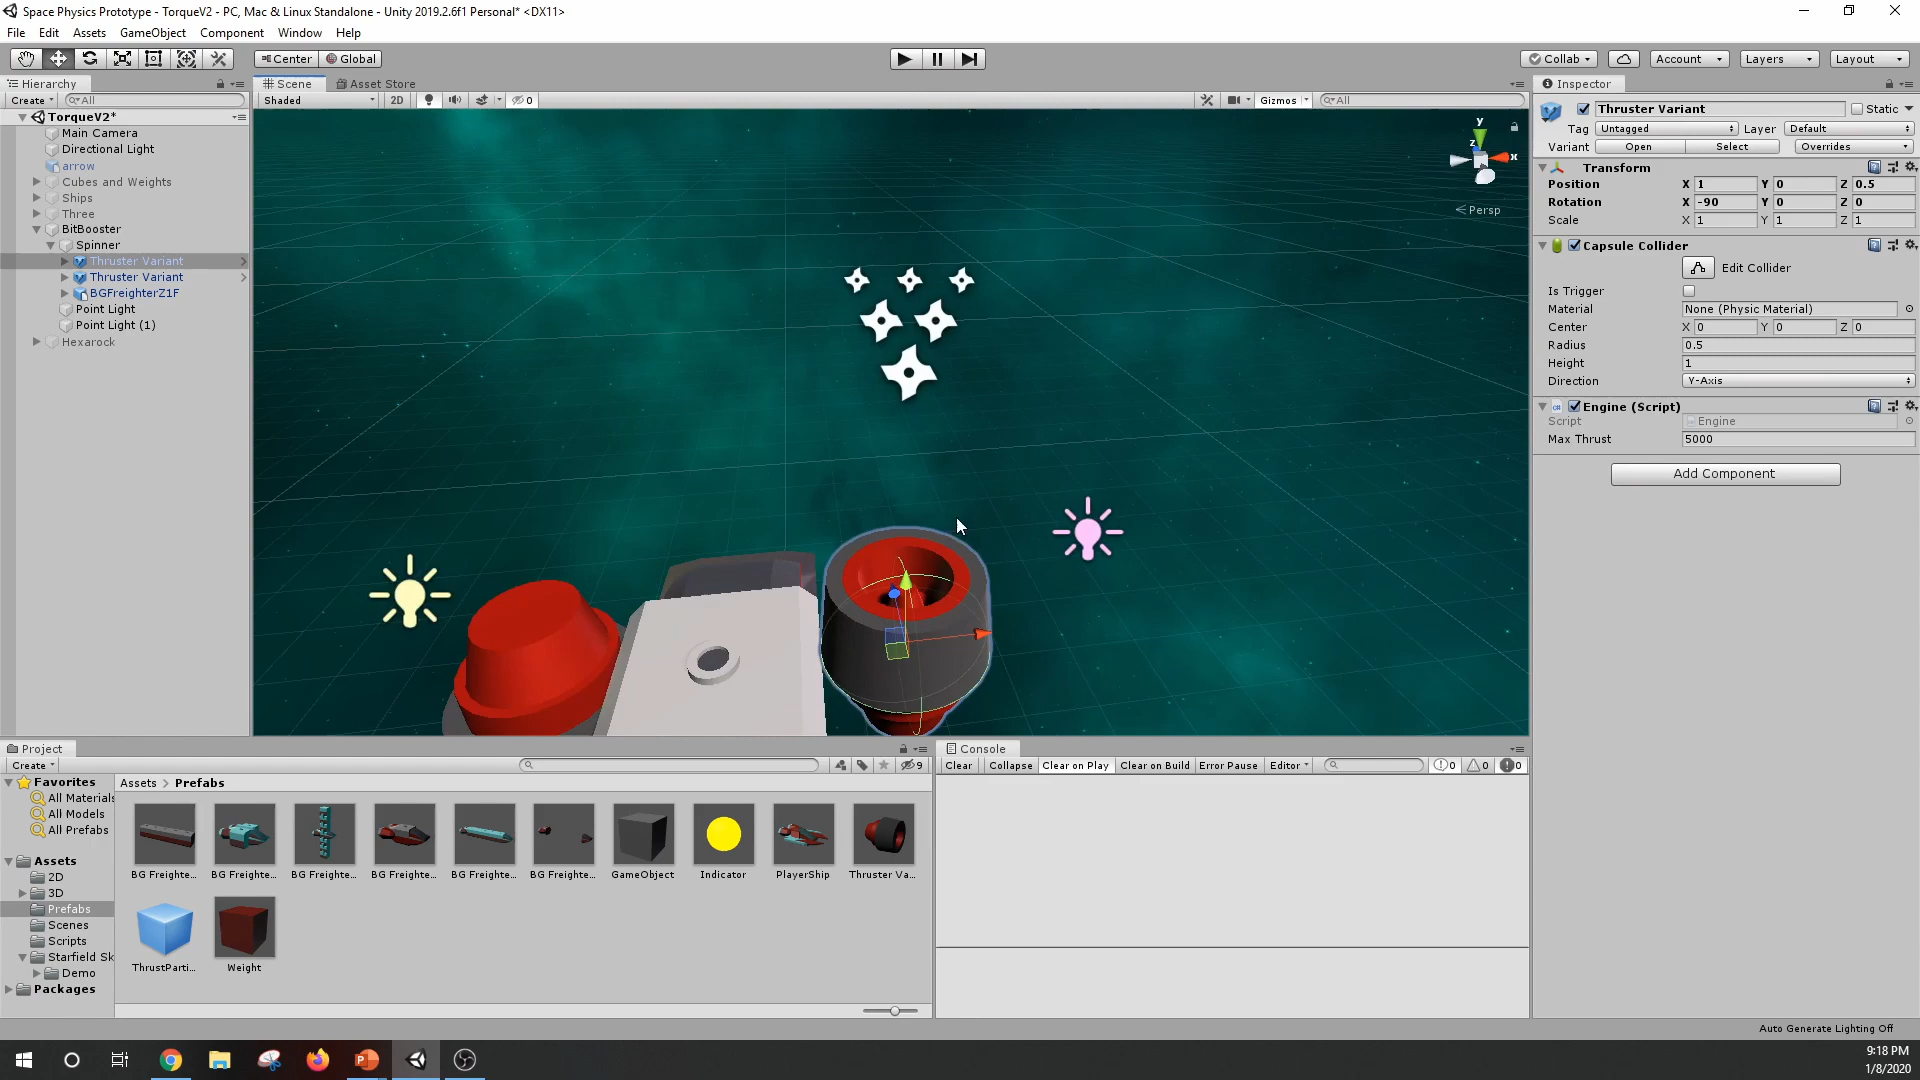 Space Physics Prototype - TorqueV2 - PC, Mac & Linux Standalone - Unity 2019.2.6f1 Personal* <DX11>
File Edit Assets GameObject Component Window Help
Center Global Collab Account Layers Layout
Hierarchy
Create All
TorqueV2*
Main Camera
Directional Light
arrow
Cubes and Weights
Ships
Three
BitBooster
Spinner
Thruster Variant
Thruster Variant
BGFreighterZ1F
Point Light
Point Light (1)
Hexarock
Scene Asset Store
Shaded 2D 0 Gizmos All
y
z
x
Persp
Inspector
Thruster Variant Static
Tag Untagged Layer Default
Variant Open Select Overrides
Transform
Position X 1 Y 0 Z 0.5
Rotation X -90 Y 0 Z 0
Scale X 1 Y 1 Z 1
Capsule Collider
Edit Collider
Is Trigger
Material None (Physic Material)
Center X 0 Y 0 Z 0
Radius 0.5
Height 1
Direction Y-Axis
Engine (Script)
Script Engine
Max Thrust 5000
Add Component
Project
Create 9
Favorites
All Materials
All Models
All Prefabs
Assets
2D
3D
Prefabs
Scenes
Scripts
Starfield Sk
Demo
Packages
Assets > Prefabs
BG Freighte... BG Freighte... BG Freighte... BG Freighte... BG Freighte... BG Freighte... GameObject Indicator PlayerShip Thruster Va...
ThrustParti... Weight
Console
Clear Collapse Clear on Play Clear on Build Error Pause Editor 0 0 0
Auto Generate Lighting Off
9:18 PM
1/8/2020